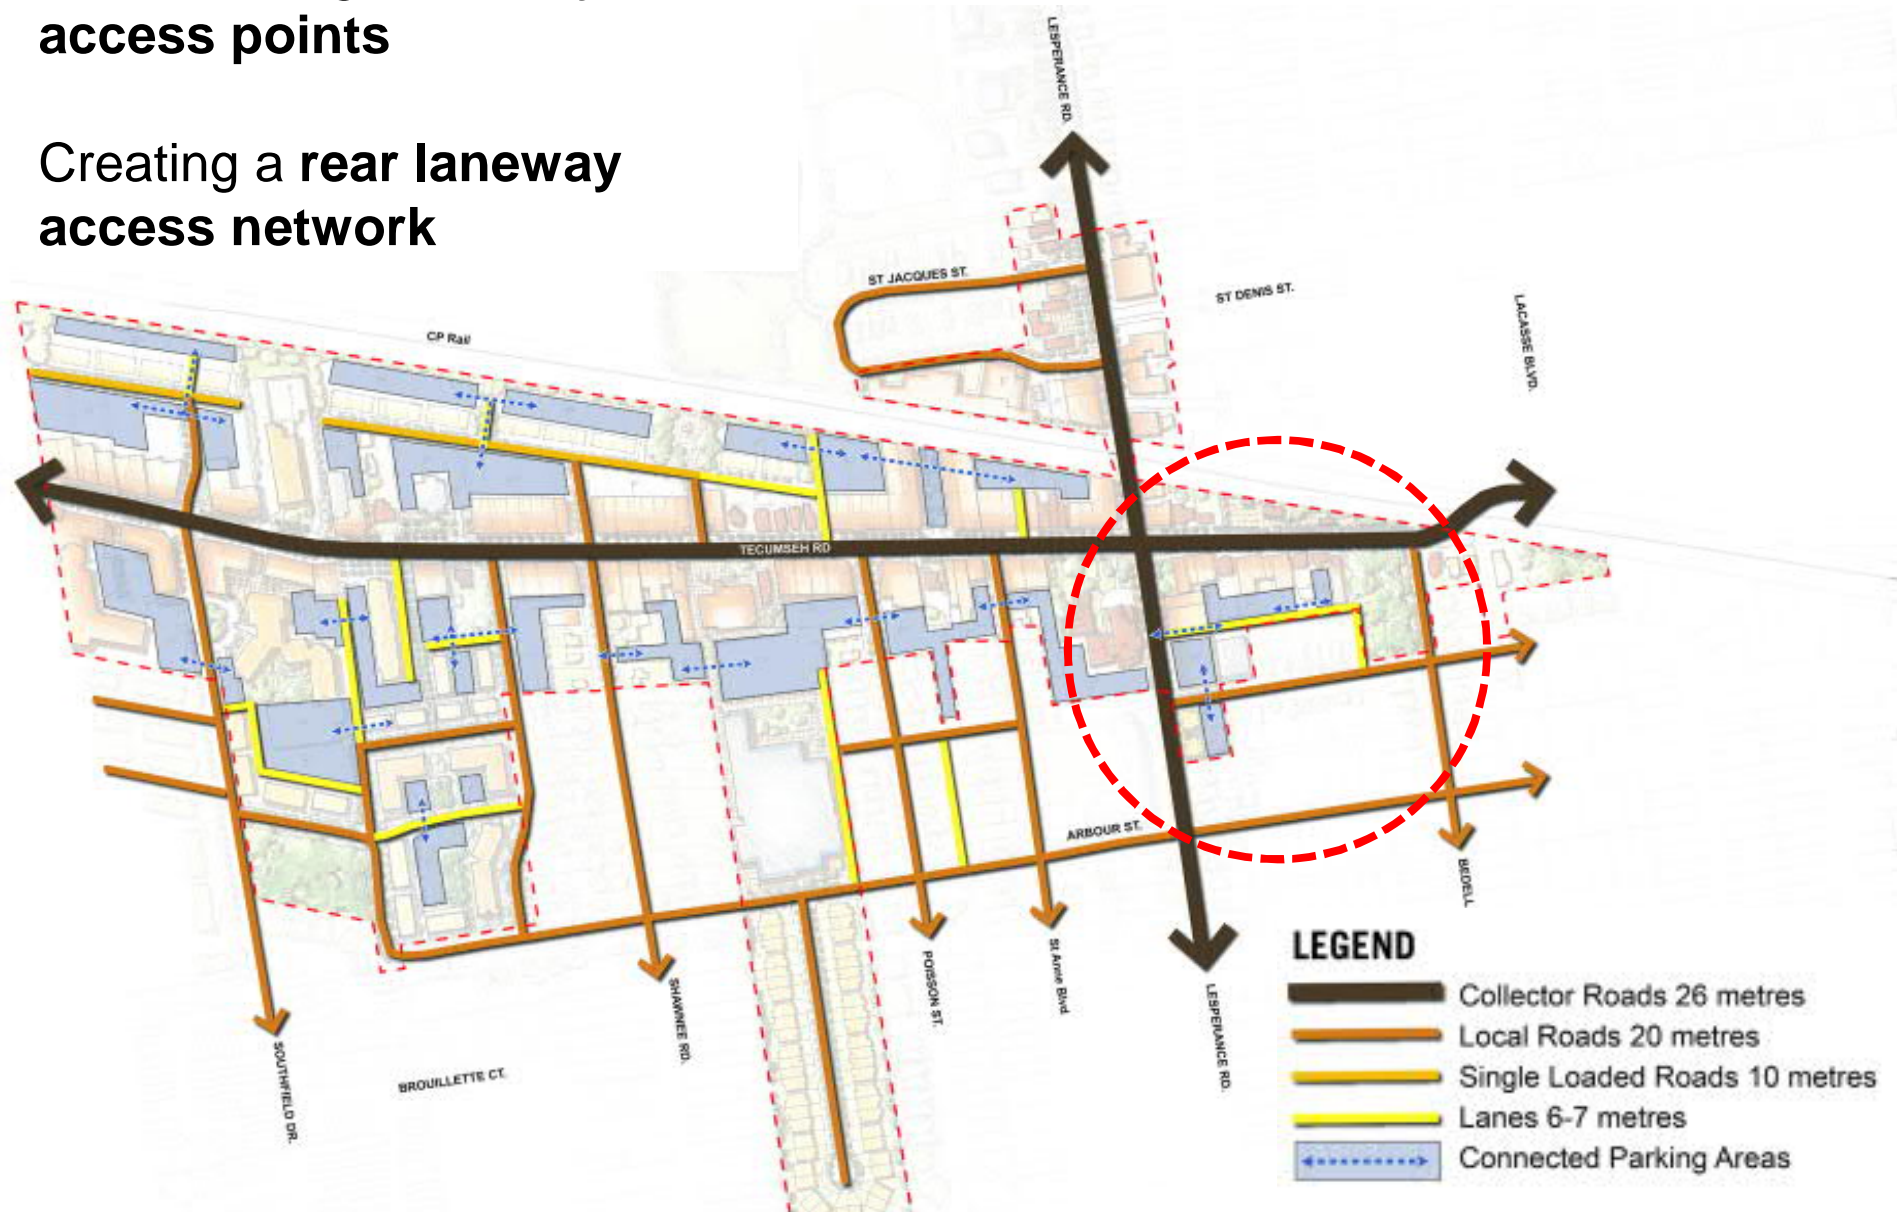 access points
Creating a rear laneway
access network
LESPERANCE RD.
ST JACQUES ST.
ST DENIS ST.
LACASSE BLVD.
CP Rail
TECUMSEH RD
ARBOUR ST.
BEDELL
POISSON ST.
St Anne Blvd
SHAWNEE RD.
LESPERANCE RD.
SOUTHFIELD DR.
BROUILLETTE CT.
LEGEND
Collector Roads 26 metres
Local Roads 20 metres
Single Loaded Roads 10 metres
Lanes 6-7 metres
Connected Parking Areas